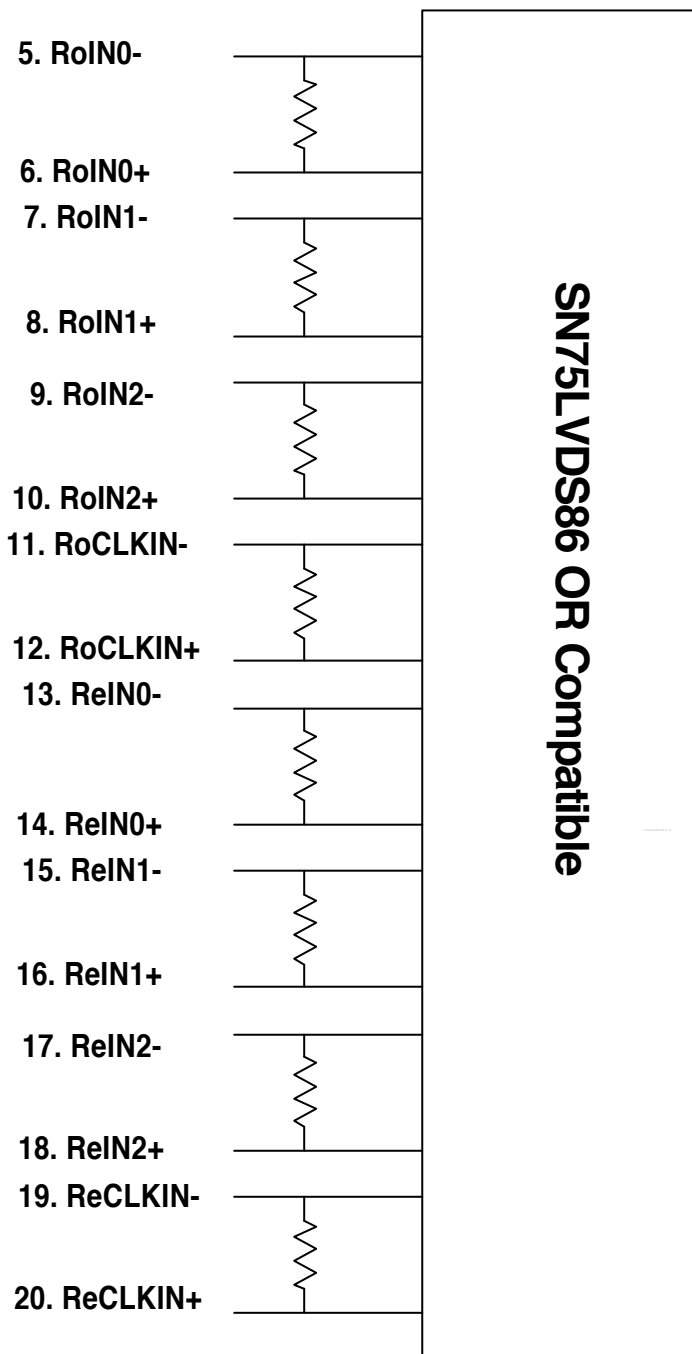 5. RoIN0-
6. RoIN0+
7. RoIN1-
8. RoIN1+
9. RoIN2-
10. RoIN2+
11. RoCLKIN-
12. RoCLKIN+
13. ReIN0-
14. ReIN0+
15. ReIN1-
16. ReIN1+
17. ReIN2-
18. ReIN2+
19. ReCLKIN-
20. ReCLKIN+
SN75LVDS86 OR Compatible